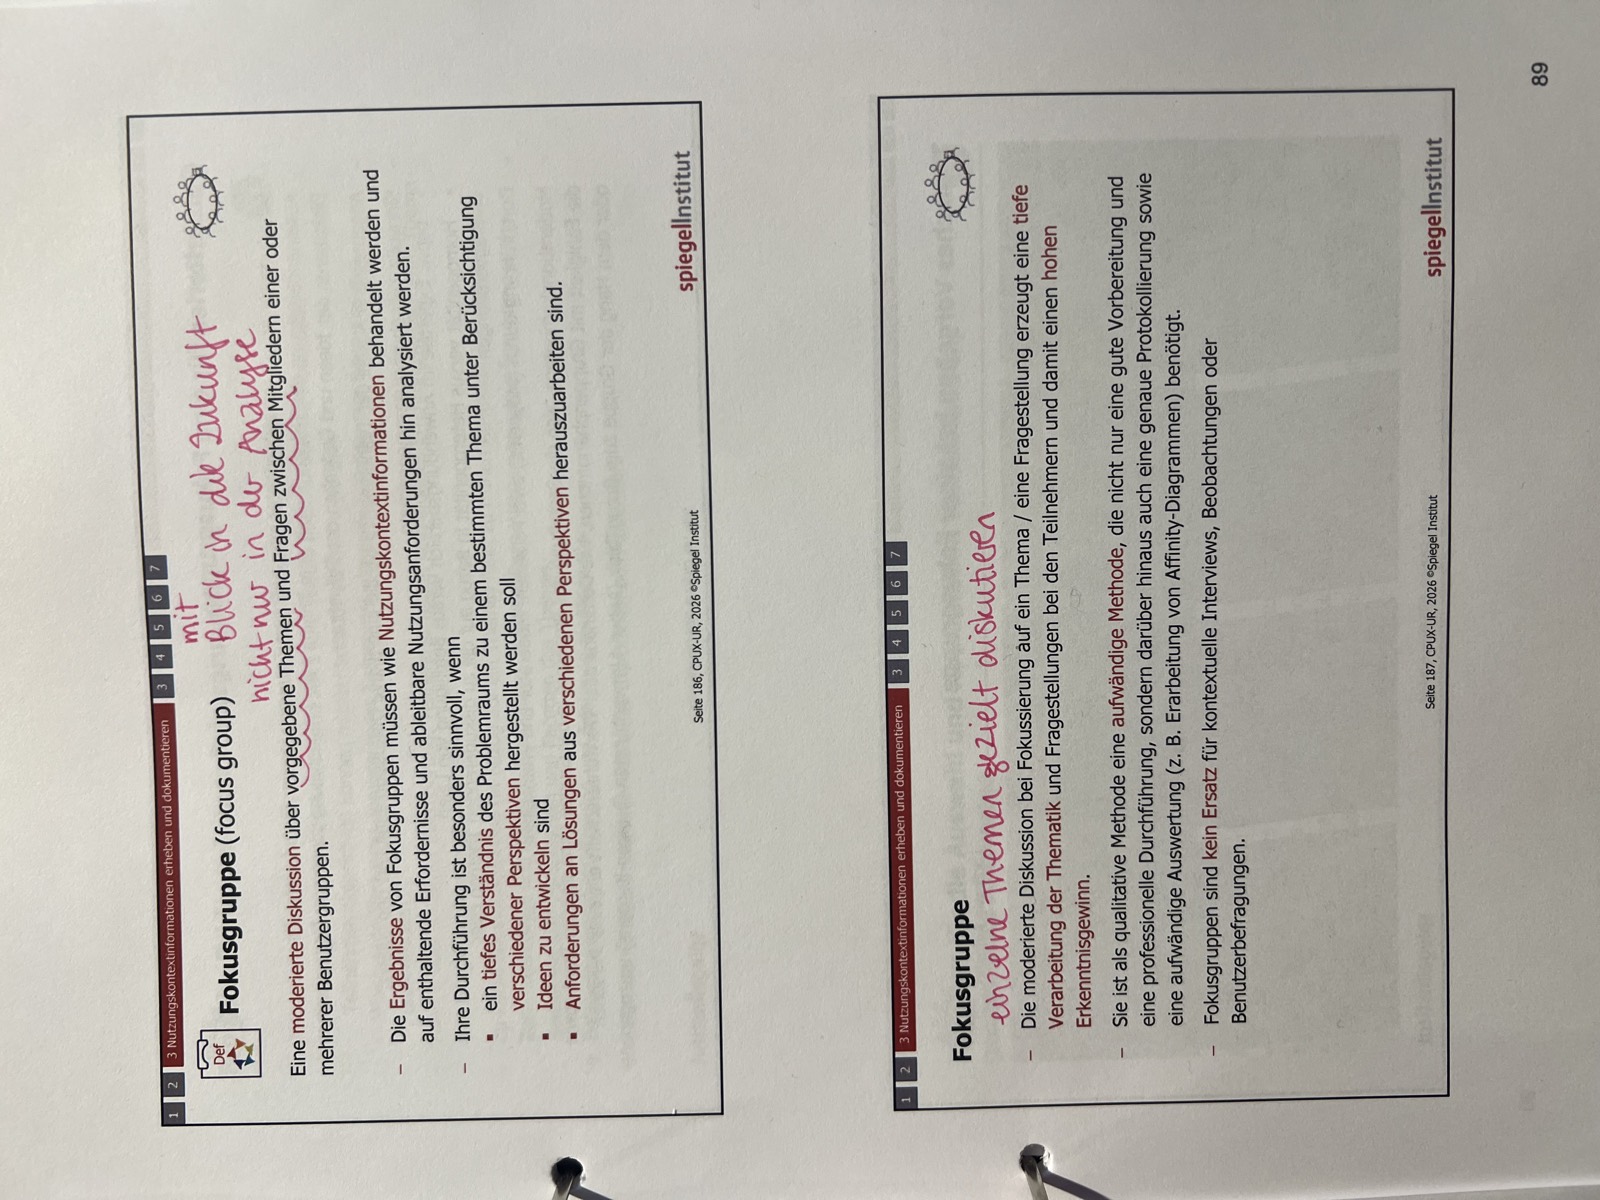 1 2 3 Nutzungskontextinformationen erheben und dokumentieren 3 4 5 6 7
mit
Def
Fokusgruppe (focus group)
Blick in die Zukunft
nicht nur in der Analyse
Eine moderierte Diskussion über vorgegebene Themen und Fragen zwischen Mitgliedern einer oder
mehrerer Benutzergruppen.
– Die Ergebnisse von Fokusgruppen müssen wie Nutzungskontextinformationen behandelt werden und
auf enthaltende Erfordernisse und ableitbare Nutzungsanforderungen hin analysiert werden.
– Ihre Durchführung ist besonders sinnvoll, wenn
▪ ein tiefes Verständnis des Problemraums zu einem bestimmten Thema unter Berücksichtigung
verschiedener Perspektiven hergestellt werden soll
▪ Ideen zu entwickeln sind
▪ Anforderungen an Lösungen aus verschiedenen Perspektiven herauszuarbeiten sind.
Seite 186, CPUX-UR, 2026 ©Spiegel Institut
spiegelInstitut
1 2 3 Nutzungskontextinformationen erheben und dokumentieren 3 4 5 6 7
Fokusgruppe
einzelne Themen gezielt diskutieren
– Die moderierte Diskussion bei Fokussierung auf ein Thema / eine Fragestellung erzeugt eine tiefe
Verarbeitung der Thematik und Fragestellungen bei den Teilnehmern und damit einen hohen
Erkenntnisgewinn.
– Sie ist als qualitative Methode eine aufwändige Methode, die nicht nur eine gute Vorbereitung und
eine professionelle Durchführung, sondern darüber hinaus auch eine genaue Protokollierung sowie
eine aufwändige Auswertung (z. B. Erarbeitung von Affinity-Diagrammen) benötigt.
– Fokusgruppen sind kein Ersatz für kontextuelle Interviews, Beobachtungen oder
Benutzerbefragungen.
Seite 187, CPUX-UR, 2026 ©Spiegel Institut
spiegelInstitut
89